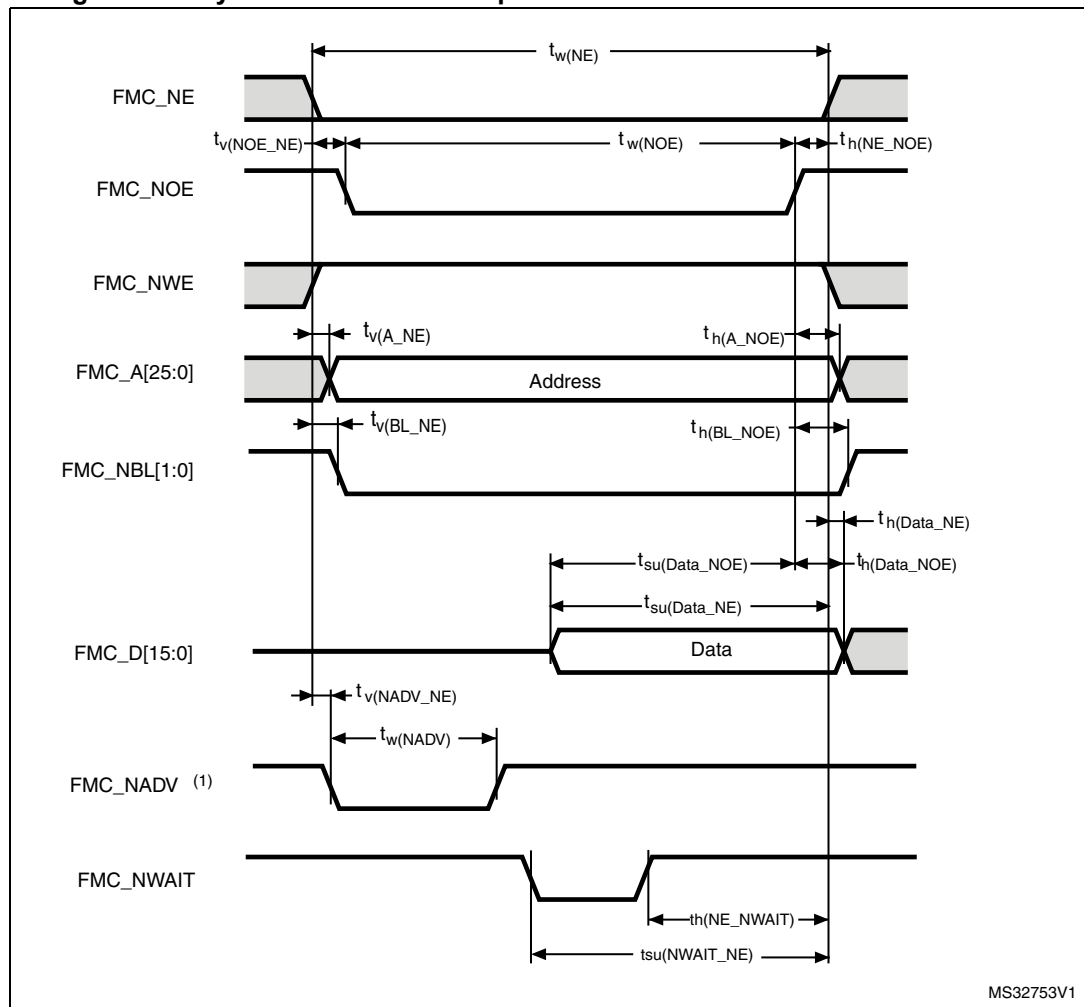 tw(NE)
FMC_NE
tv(NOE_NE)
tw(NOE)
th(NE_NOE)
FMC_NOE
FMC_NWE
tv(A_NE)
th(A_NOE)
FMC_A[25:0]
Address
tv(BL_NE)
th(BL_NOE)
FMC_NBL[1:0]
th(Data_NE)
tsu(Data_NOE)
th(Data_NOE)
tsu(Data_NE)
FMC_D[15:0]
Data
tv(NADV_NE)
tw(NADV)
FMC_NADV (1)
FMC_NWAIT
th(NE_NWAIT)
tsu(NWAIT_NE)
MS32753V1